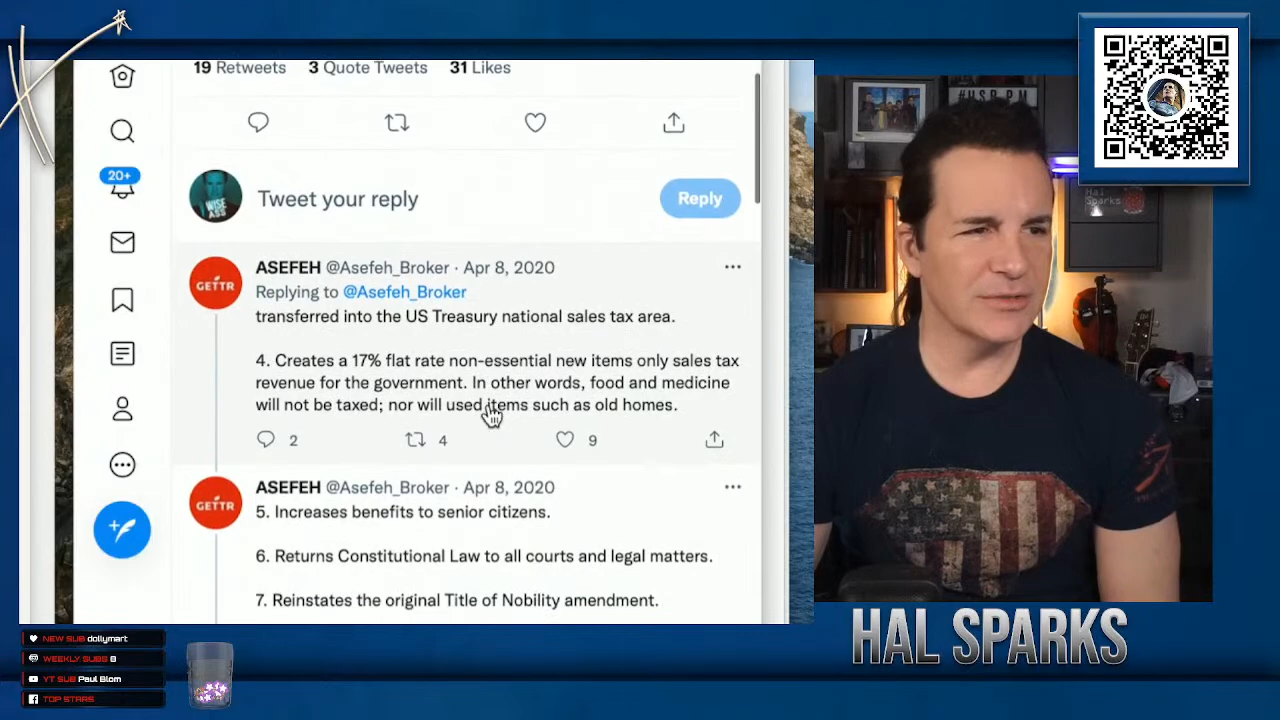 19 Retweets 3 Quote Tweets 31 Likes
20+
WISE
ASS
Tweet your reply
Reply
GETTR
ASEFEH @Asefeh_Broker · Apr 8, 2020
Replying to @Asefeh_Broker
transferred into the US Treasury national sales tax area.
4. Creates a 17% flat rate non-essential new items only sales tax
revenue for the government. In other words, food and medicine
will not be taxed; nor will used items such as old homes.
2 4 9
GETTR
ASEFEH @Asefeh_Broker · Apr 8, 2020
5. Increases benefits to senior citizens.
6. Returns Constitutional Law to all courts and legal matters.
7. Reinstates the original Title of Nobility amendment.
Hal
Sparks
HAL SPARKS
NEW SUB dollymart
WEEKLY SUBS 0
YT SUB Paul Blom
TOP STARS